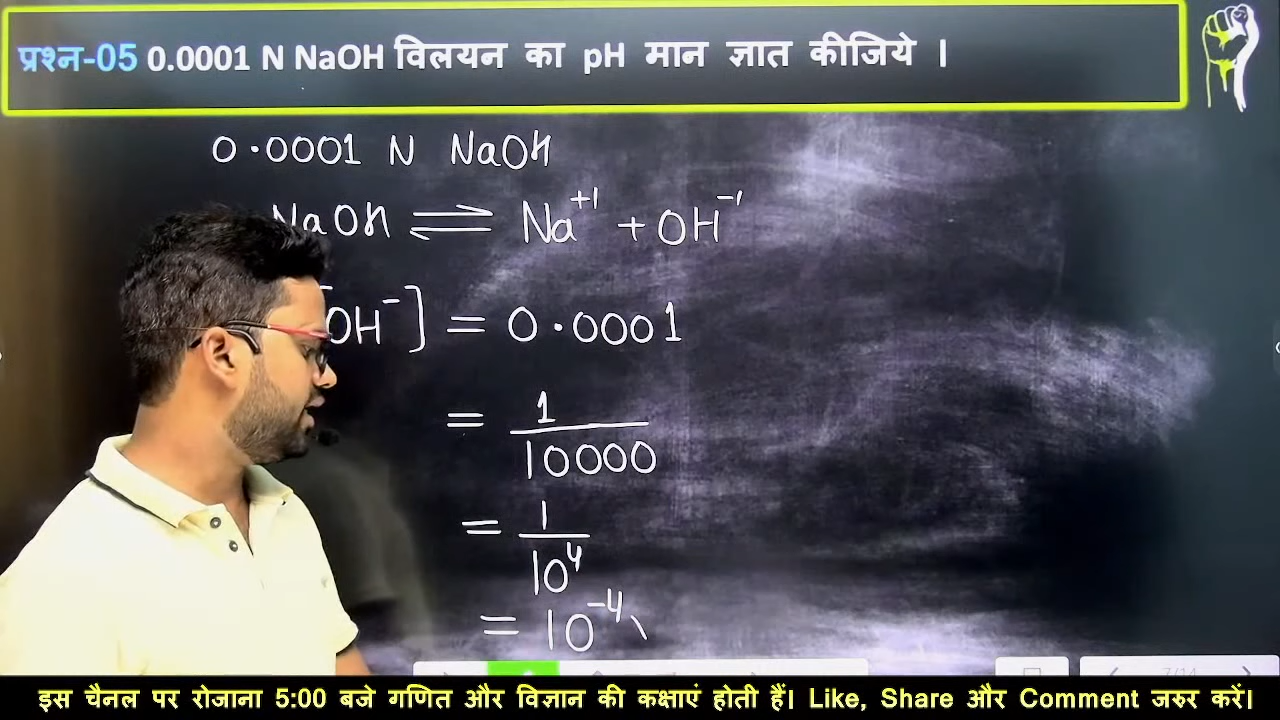 प्रश्न-05 0.0001 N NaOH विलयन का pH मान ज्ञात कीजिये ।
0.0001 N NaOH
NaOH ⇌ Na⁺¹ + OH⁻¹
OH⁻] = 0.0001
= 1/10000
= 1/10⁴
= 10⁻⁴
7/14
इस चैनल पर रोजाना 5:00 बजे गणित और विज्ञान की कक्षाएं होती हैं। Like, Share और Comment जरुर करें।